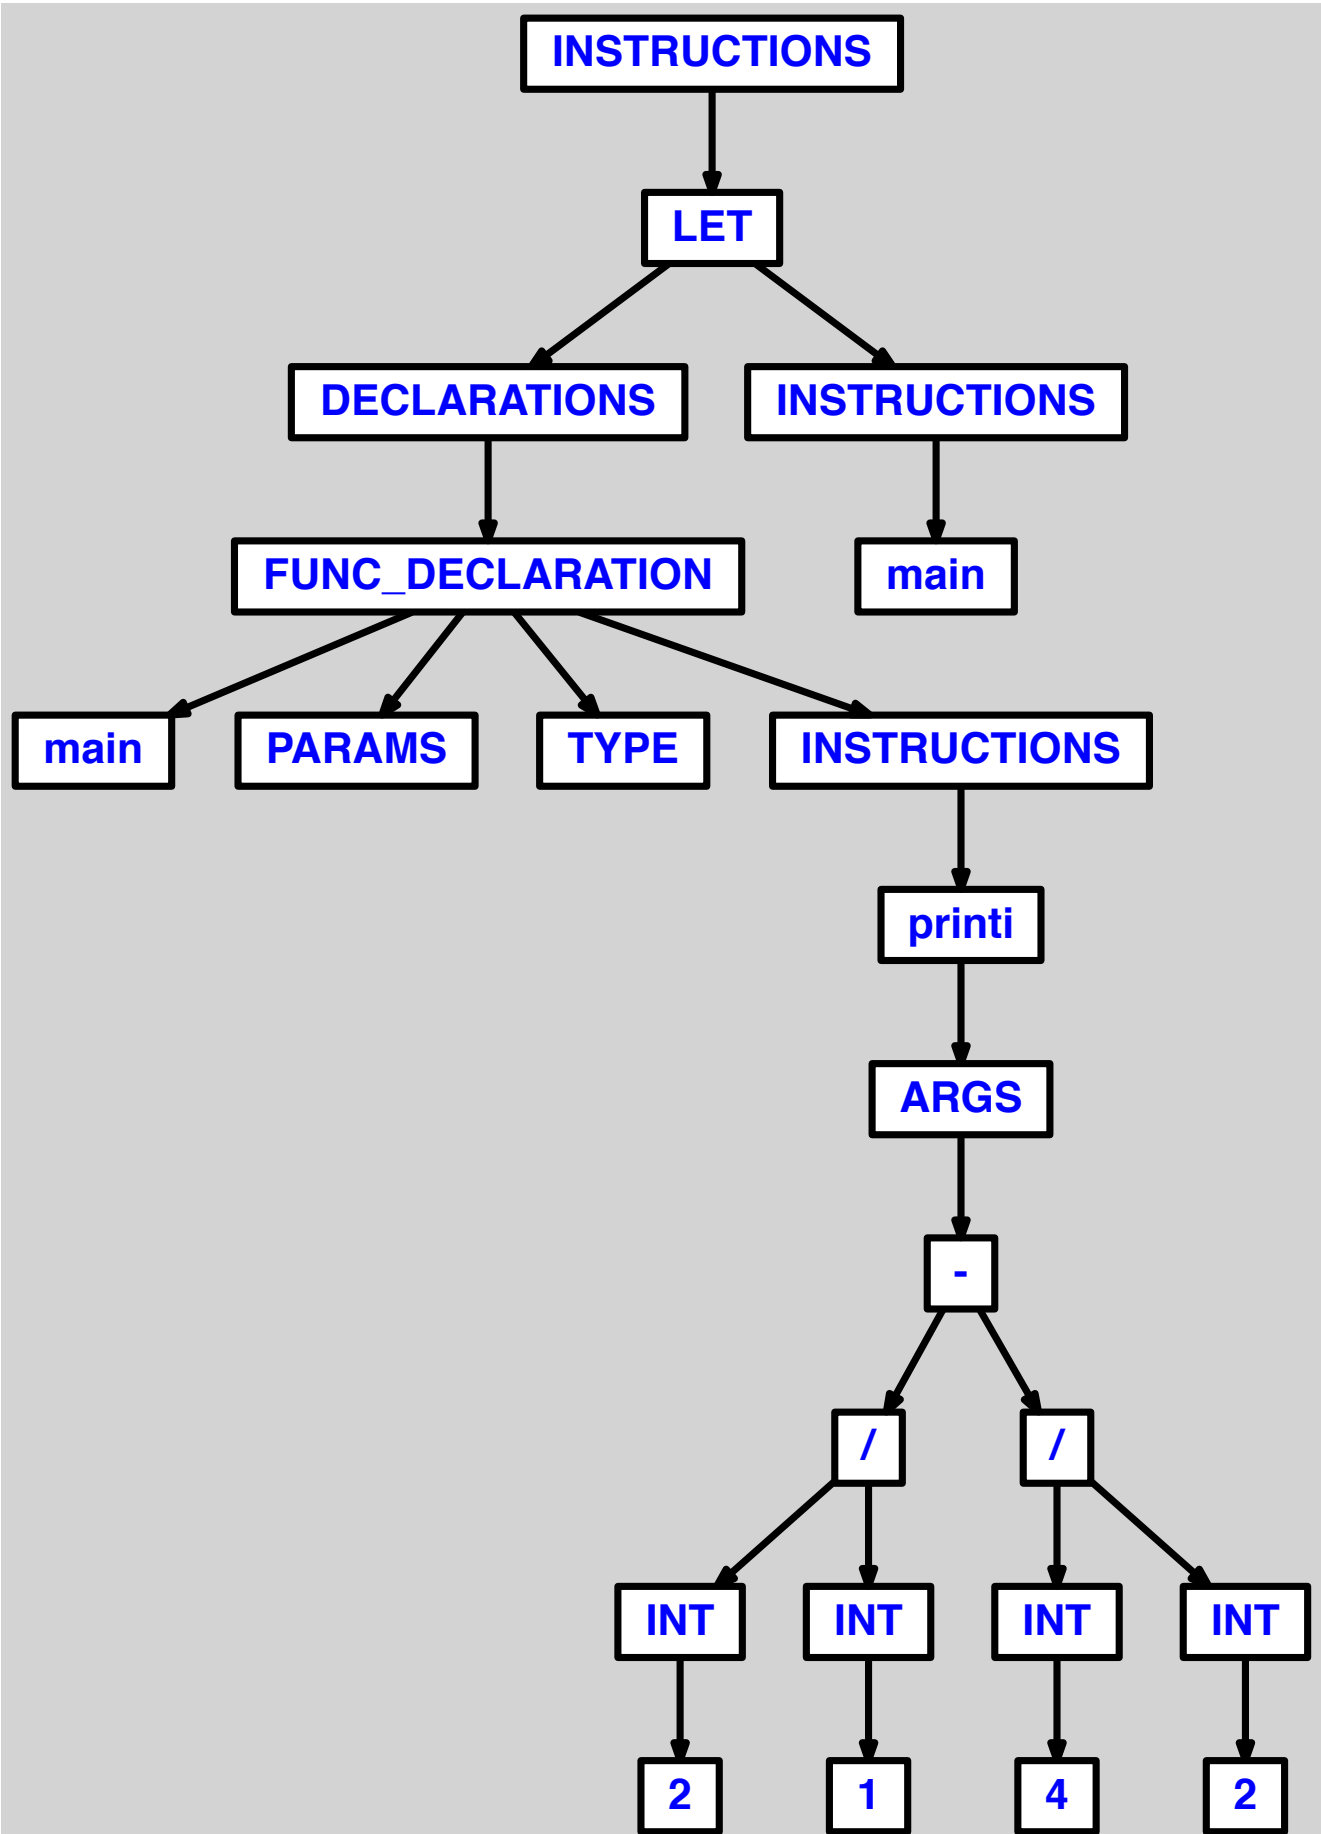 INSTRUCTIONS
LET
DECLARATIONS
INSTRUCTIONS
FUNC_DECLARATION
main
main
PARAMS
TYPE
INSTRUCTIONS
printi
ARGS
-
/
/
INT
INT
INT
INT
2
1
4
2